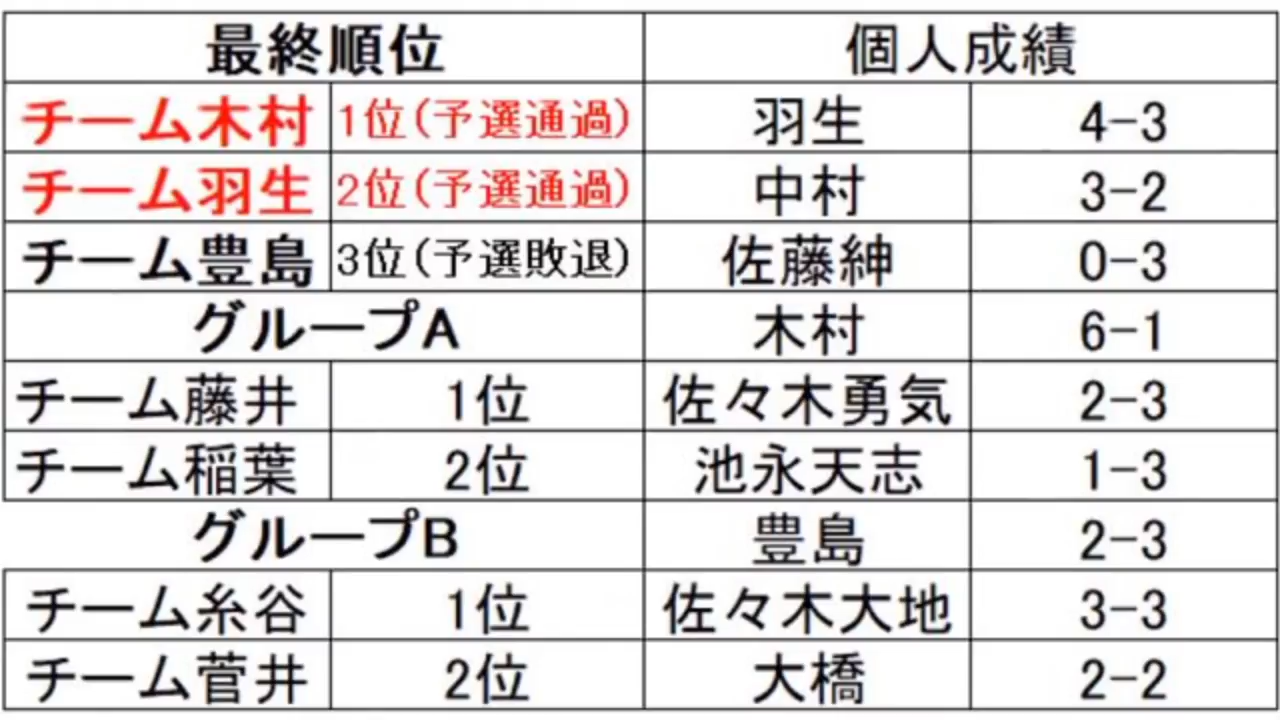 最終順位 個人成績
チーム木村 1位(予選通過) 羽生 4-3
チーム羽生 2位(予選通過) 中村 3-2
チーム豊島 3位(予選敗退) 佐藤紳 0-3
グループA 木村 6-1
チーム藤井 1位 佐々木勇気 2-3
チーム稲葉 2位 池永天志 1-3
グループB 豊島 2-3
チーム糸谷 1位 佐々木大地 3-3
チーム菅井 2位 大橋 2-2